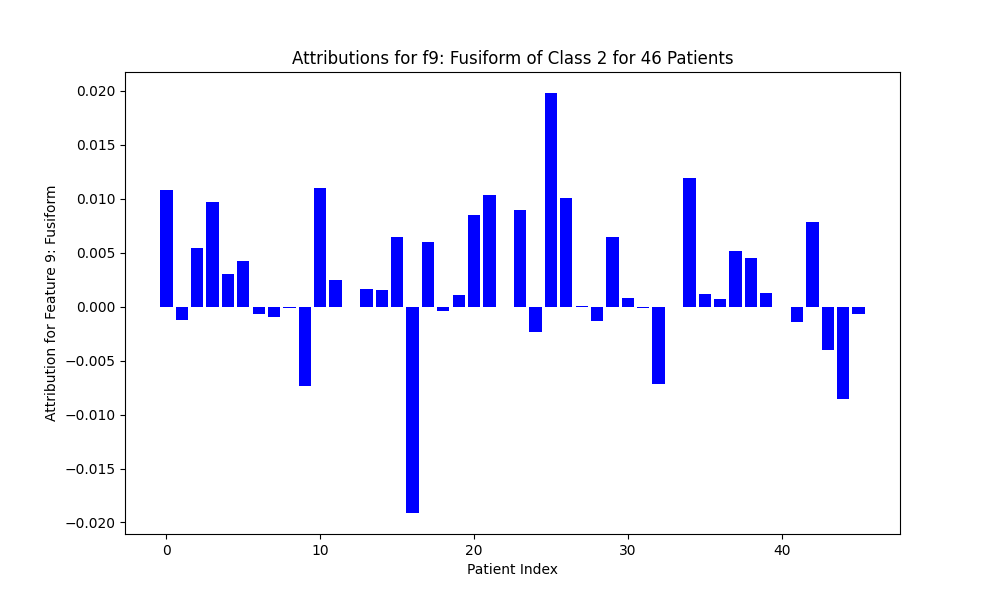 Attributions for f9: Fusiform of Class 2 for 46 Patients
Attribution for Feature 9: Fusiform
0.020
0.015
0.010
0.005
0.000
−0.005
−0.010
−0.015
−0.020
0 10 20 30 40
Patient Index